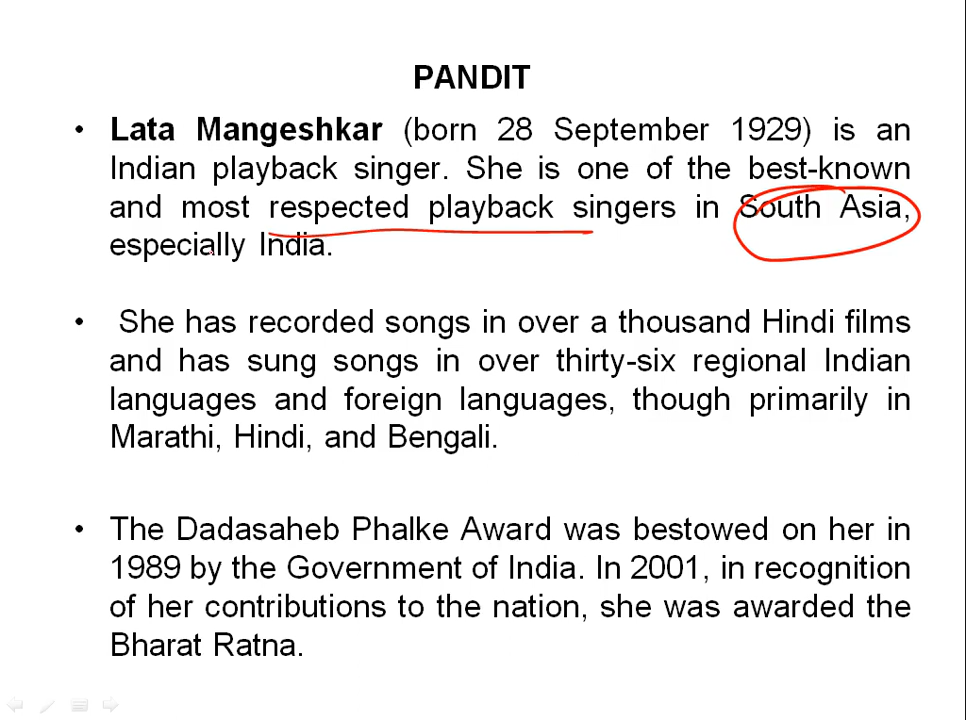 PANDIT
• Lata Mangeshkar (born 28 September 1929) is an
Indian playback singer. She is one of the best-known
and most respected playback singers in South Asia,
especially India.
• She has recorded songs in over a thousand Hindi films
and has sung songs in over thirty-six regional Indian
languages and foreign languages, though primarily in
Marathi, Hindi, and Bengali.
• The Dadasaheb Phalke Award was bestowed on her in
1989 by the Government of India. In 2001, in recognition
of her contributions to the nation, she was awarded the
Bharat Ratna.